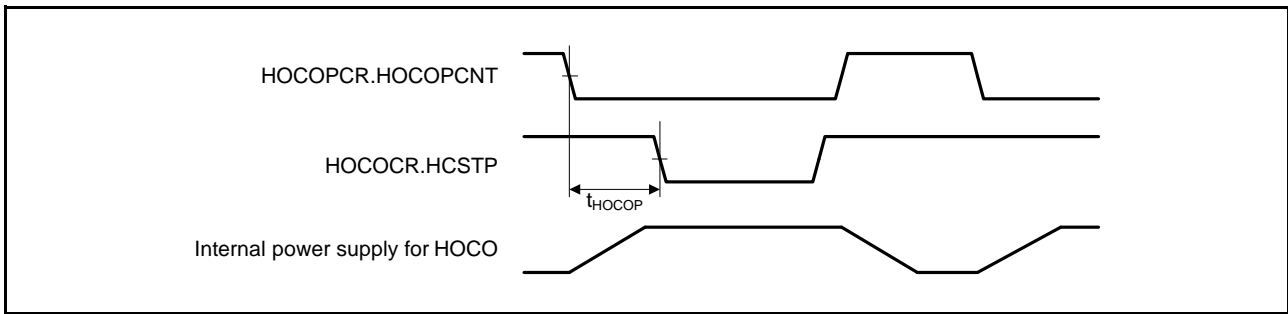 HOCOPCR.HOCOPCNT
HOCOCR.HCSTP
tHOCOP
Internal power supply for HOCO